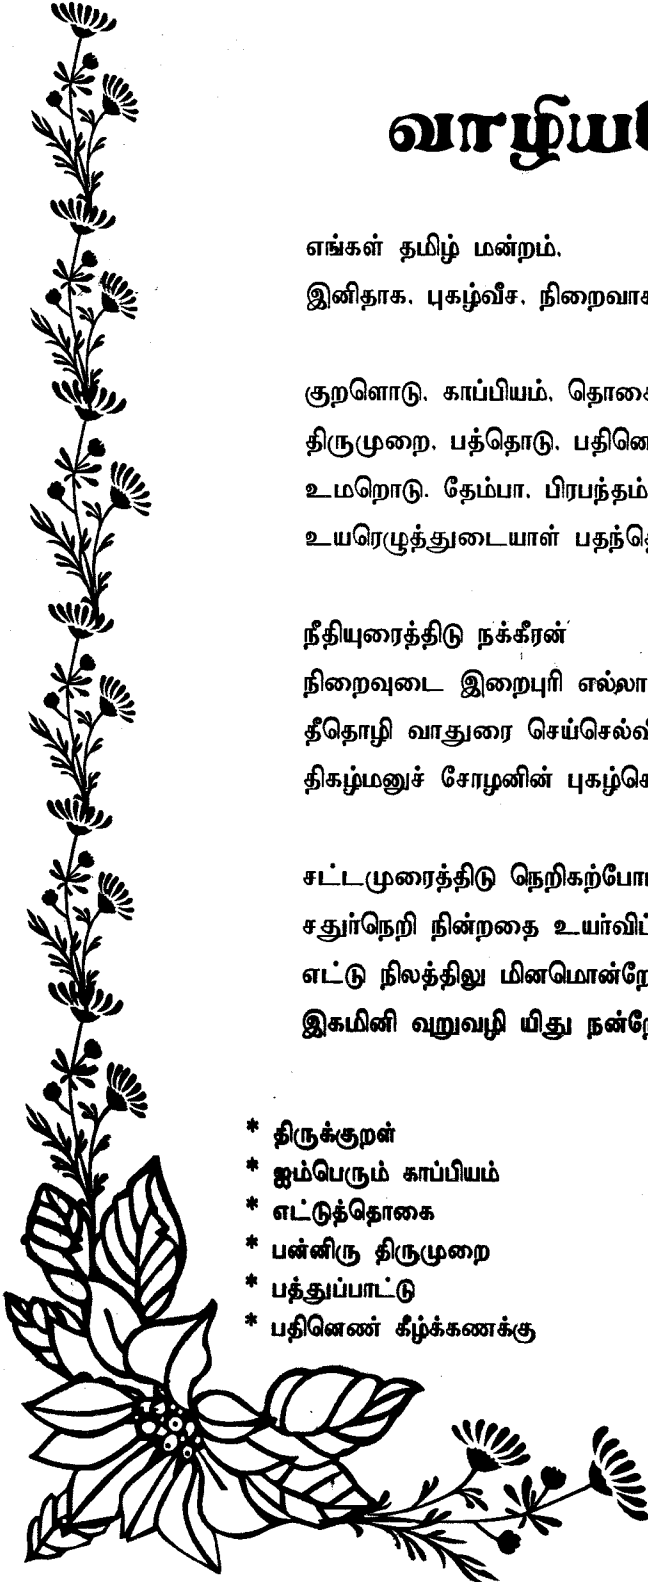 வாழிய
எங்கள் தமிழ் மன்றம்.
இனிதாக. புகழ்வீச. நிறைவாக
குறளொடு. காப்பியம். தொகை
திருமுறை. பத்தொடு. பதினெ
உமறொடு. தேம்பா. பிரபந்தம்
உயரெழுத்துடையாள் பதந்தெ
நீதியுரைத்திடு நக்கீரன்
நிறைவுடை இறைபுரி எல்லா
தீதொழி வாதுரை செய்செல்வி
திகழ்மனுச் சோழனின் புகழ்செ
சட்டமுரைத்திடு நெறிகற்போ
சதுர்நெறி நின்றதை உயர்வி
எட்டு நிலத்திலு மினமொன்றே
இகமினி வுறுவழி யிது நன்றே
* திருக்குறள்
* ஐம்பெரும் காப்பியம்
* எட்டுத்தொகை
* பன்னிரு திருமுறை
* பத்துப்பாட்டு
* பதினெண் கீழ்க்கணக்கு